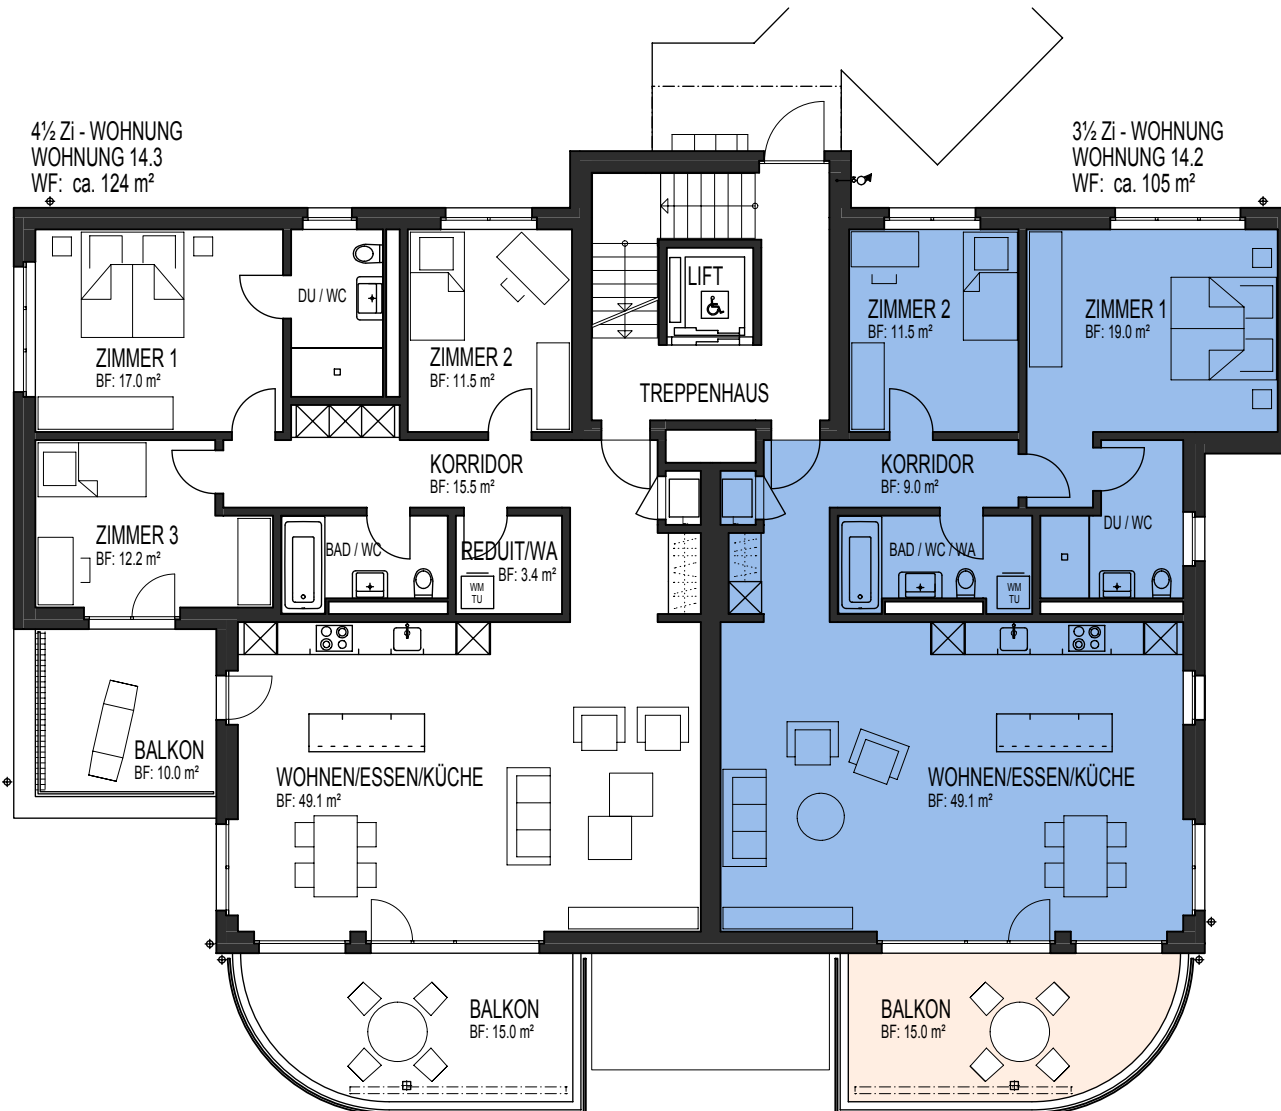 4½ Zi - WOHNUNG
WOHNUNG 14.3
WF: ca. 124 m²
3½ Zi - WOHNUNG
WOHNUNG 14.2
WF: ca. 105 m²
ZIMMER 1
BF: 17.0 m²
DU / WC
ZIMMER 2
BF: 11.5 m²
LIFT
TREPPENHAUS
ZIMMER 2
BF: 11.5 m²
ZIMMER 1
BF: 19.0 m²
KORRIDOR
BF: 15.5 m²
KORRIDOR
BF: 9.0 m²
ZIMMER 3
BF: 12.2 m²
BAD / WC
REDUIT/WA
BF: 3.4 m²
WM
TU
BAD / WC / WA
WM
TU
DU / WC
BALKON
BF: 10.0 m²
WOHNEN/ESSEN/KÜCHE
BF: 49.1 m²
WOHNEN/ESSEN/KÜCHE
BF: 49.1 m²
BALKON
BF: 15.0 m²
BALKON
BF: 15.0 m²